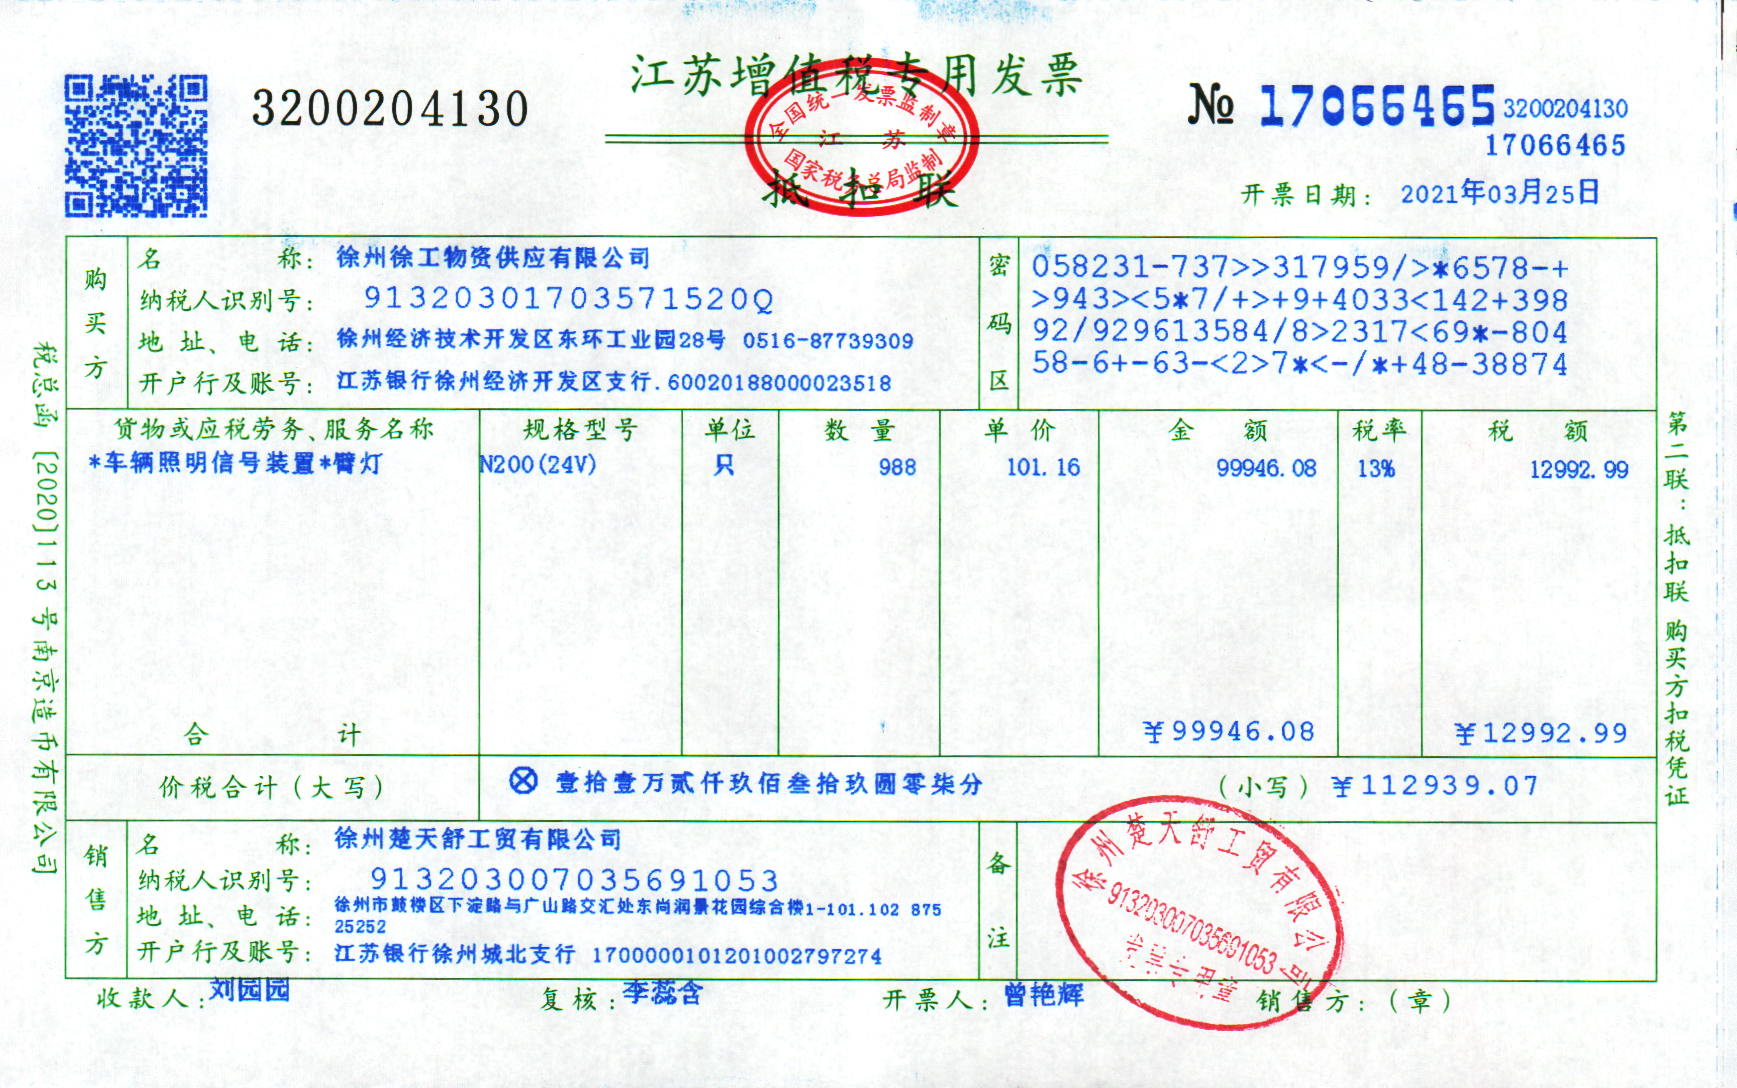 江苏增值税专用发票
3200204130
№ 17066465 3200204130
17066465
全国统一发票监制章
江 苏
国家税务总局监制
抵扣联
开票日期: 2021年03月25日
购买方
名 称: 徐州徐工物资供应有限公司
纳税人识别号: 91320301703571520Q
地 址、电 话: 徐州经济技术开发区东环工业园28号 0516-87739309
开户行及账号: 江苏银行徐州经济开发区支行.60020188000023518
密码区
058231-737>>317959/>*6578-+
>943><5*7/+>+9+4033<142+398
92/929613584/8>2317<69*-804
58-6+-63-<2>7*<-/*+48-38874
货物或应税劳务、服务名称 规格型号 单位 数 量 单 价 金 额 税率 税 额
*车辆照明信号装置*臂灯 N200(24V) 只 988 101.16 99946.08 13% 12992.99
合 计 ¥99946.08 ¥12992.99
价税合计(大写) ⊗ 壹拾壹万贰仟玖佰叁拾玖圆零柒分 (小写) ¥112939.07
销售方
名 称: 徐州楚天舒工贸有限公司
纳税人识别号: 913203007035691053
地 址、电 话: 徐州市鼓楼区下淀路与广山路交汇处东尚润景花园综合楼1-101.102 875
25252
开户行及账号: 江苏银行徐州城北支行 1700000101201002797274
备注
徐州楚天舒工贸有限公司
913203007035691053
发票专用章
收款人: 刘园园 复核: 李蕊含 开票人: 曾艳辉 销售方: (章)
税总函 [2020]113 号南京造币有限公司
第二联: 抵扣联 购买方扣税凭证